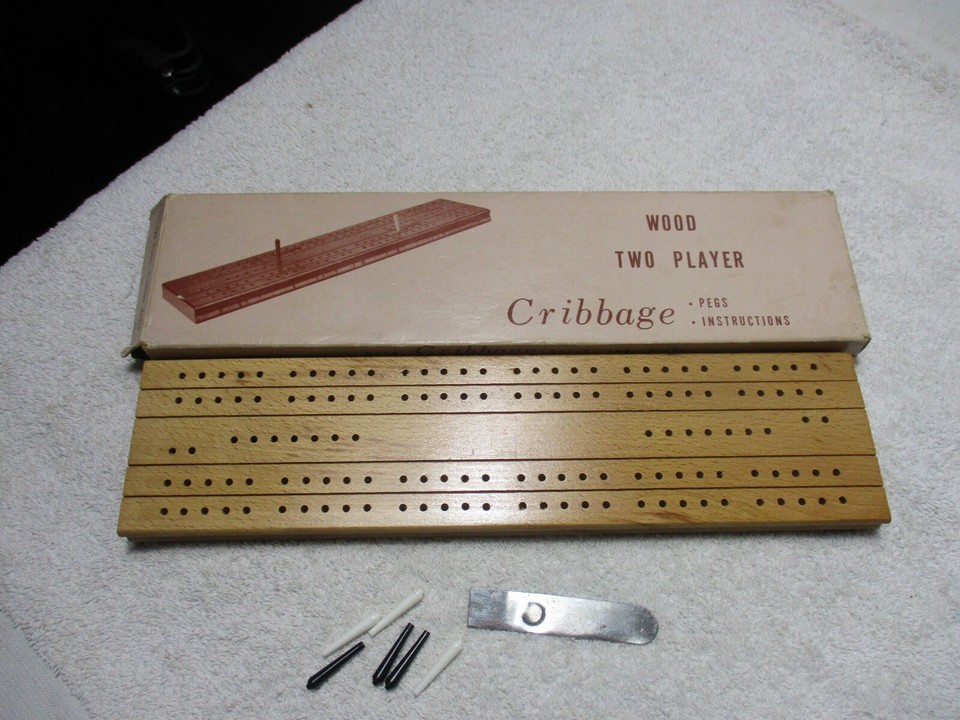 WOOD
TWO PLAYER
Cribbage
• PEGS
• INSTRUCTIONS